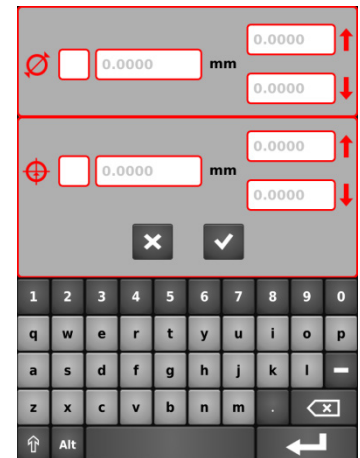 0.0000
0.0000 mm
0.0000
0.0000
0.0000 mm
0.0000
1 2 3 4 5 6 7 8 9 0
q w e r t y u i o p
a s d f g h j k l -
z x c v b n m .
Alt